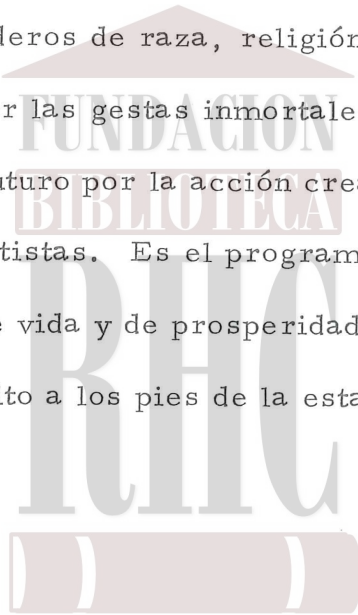 deros de raza, religión
r las gestas inmortale
FUNDACION
uturo por la acción crea
BIBLIOTECA
tistas. Es el program
RHC
e vida y de prosperidad
ito a los pies de la esta